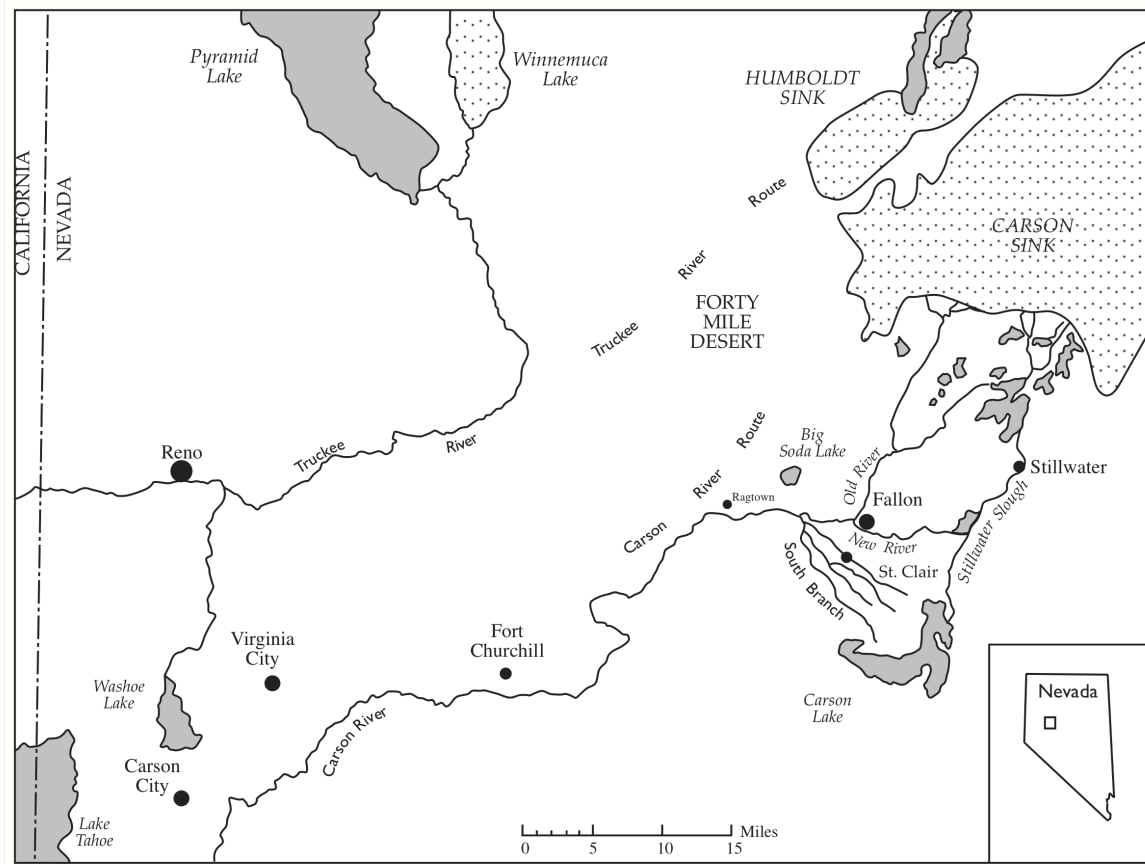 Pyramid
Lake
Winnemuca
Lake
HUMBOLDT
SINK
CALIFORNIA
NEVADA
Route
CARSON
SINK
River
FORTY
MILE
DESERT
Truckee
Route
Big
Soda Lake
Reno
Truckee
River
River
Ragtown
Old River
Stillwater
Fallon
Carson
New River
Stillwater Slough
St. Clair
South Branch
Virginia
City
Fort
Churchill
Washoe
Lake
Carson
Lake
Nevada
Carson River
Carson
City
Lake
Tahoe
Miles
0 5 10 15